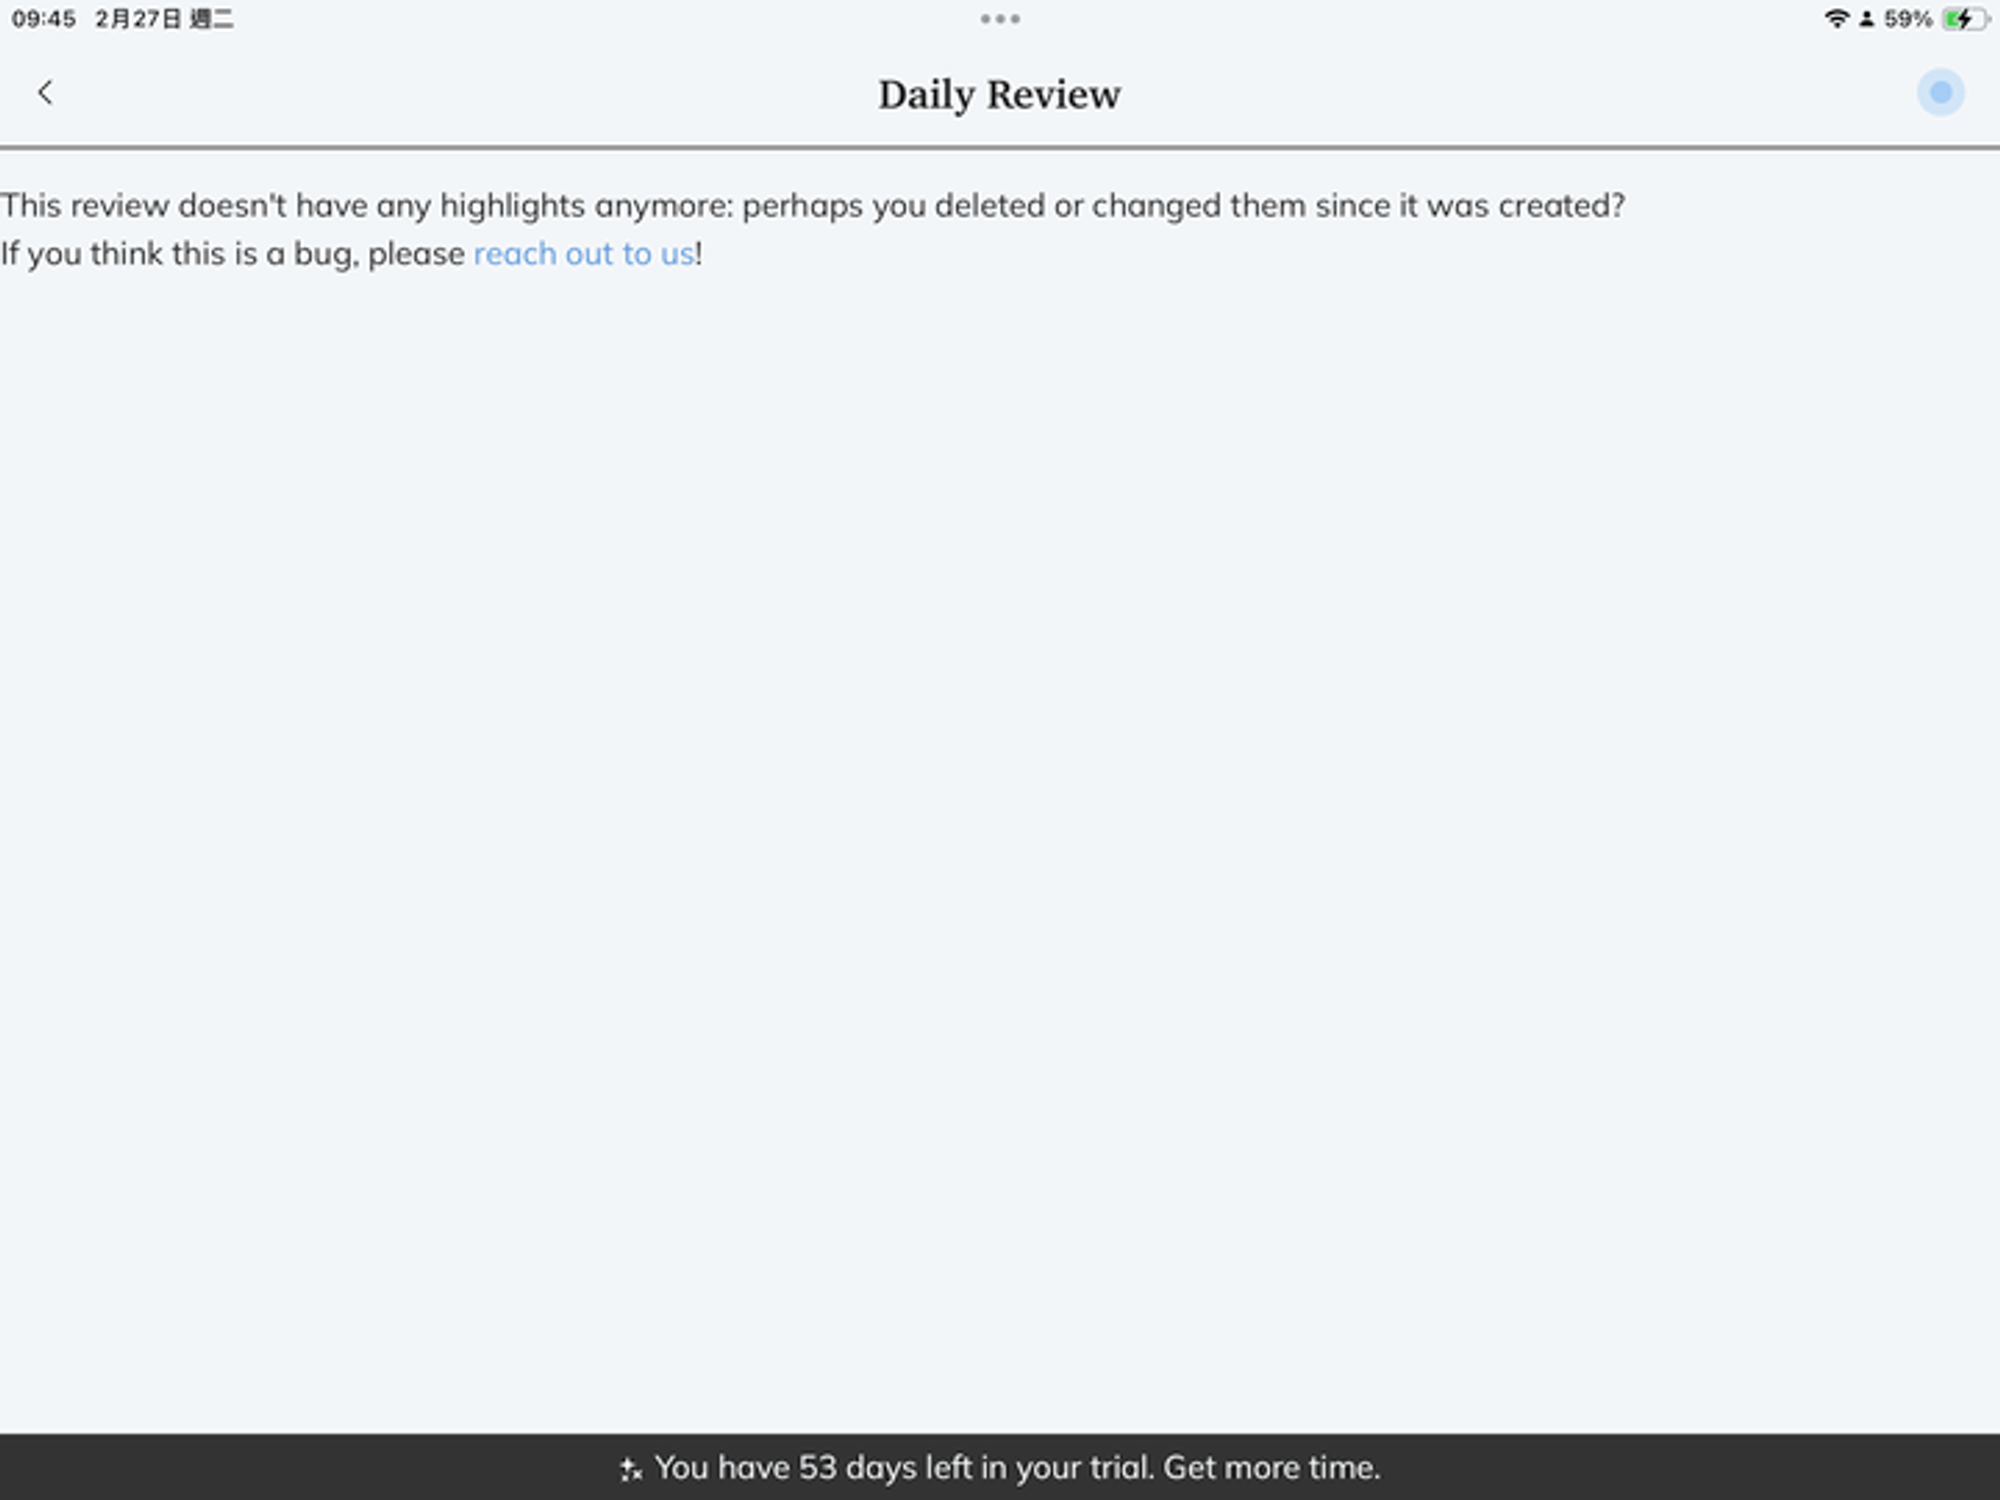 09:45 2月27日 週二
59%
Daily Review
This review doesn't have any highlights anymore: perhaps you deleted or changed them since it was created?
If you think this is a bug, please reach out to us!
You have 53 days left in your trial. Get more time.